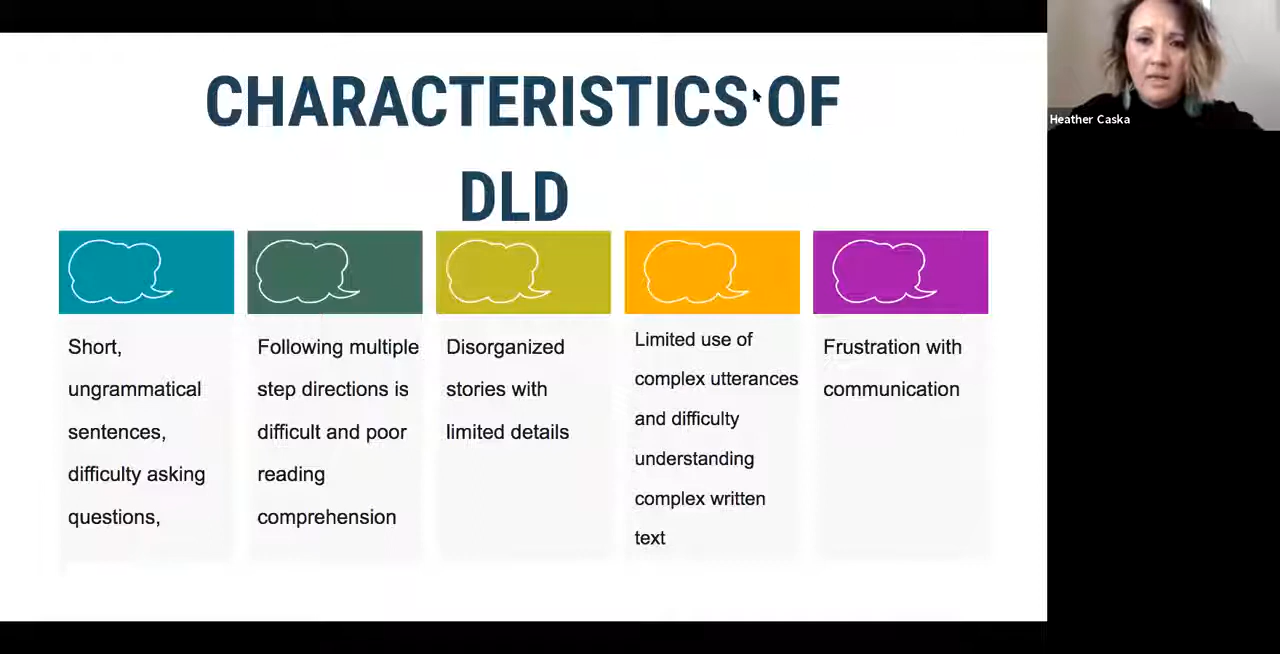 CHARACTERISTICS OF
DLD
Short,
ungrammatical
sentences,
difficulty asking
questions,
Following multiple
step directions is
difficult and poor
reading
comprehension
Disorganized
stories with
limited details
Limited use of
complex utterances
and difficulty
understanding
complex written
text
Frustration with
communication
Heather Caska